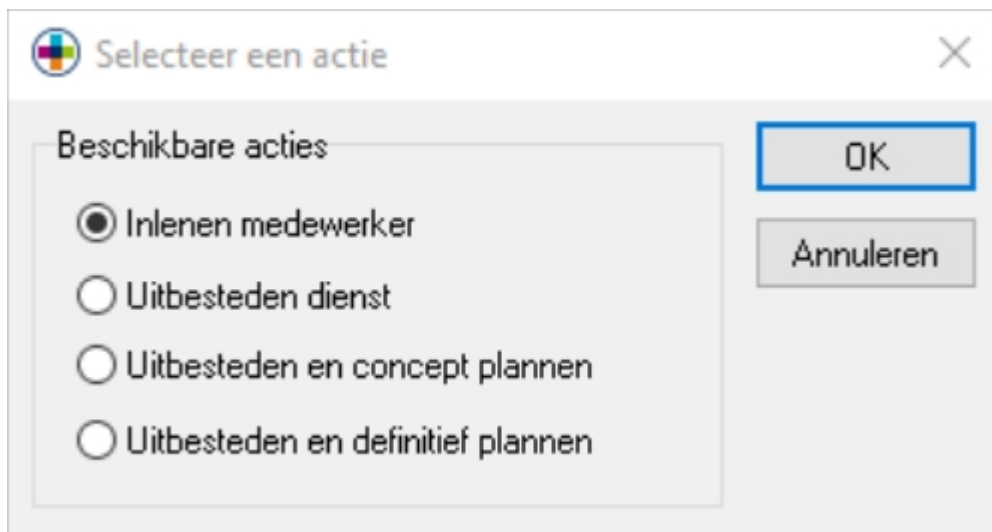 Selecteer een actie
Beschikbare acties
OK
Inlenen medewerker
Annuleren
Uitbesteden dienst
Uitbesteden en concept plannen
Uitbesteden en definitief plannen